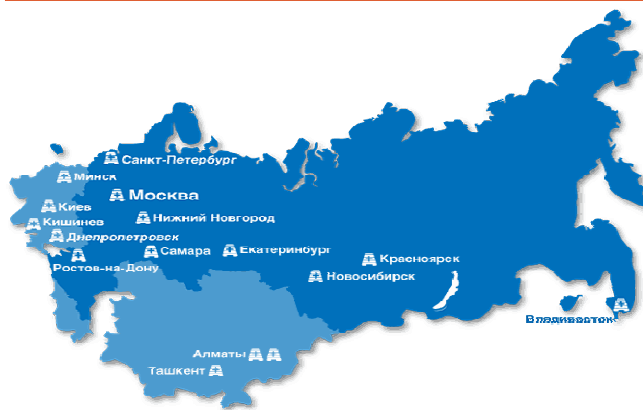 Санкт-Петербург
Минск
Москва
Киев
Нижний Новгород
Кишинев
Днепропетровск
Самара
Екатеринбург
Ростов-на-Дону
Красноярск
Новосибирск
Владивосток
Алматы
Ташкент